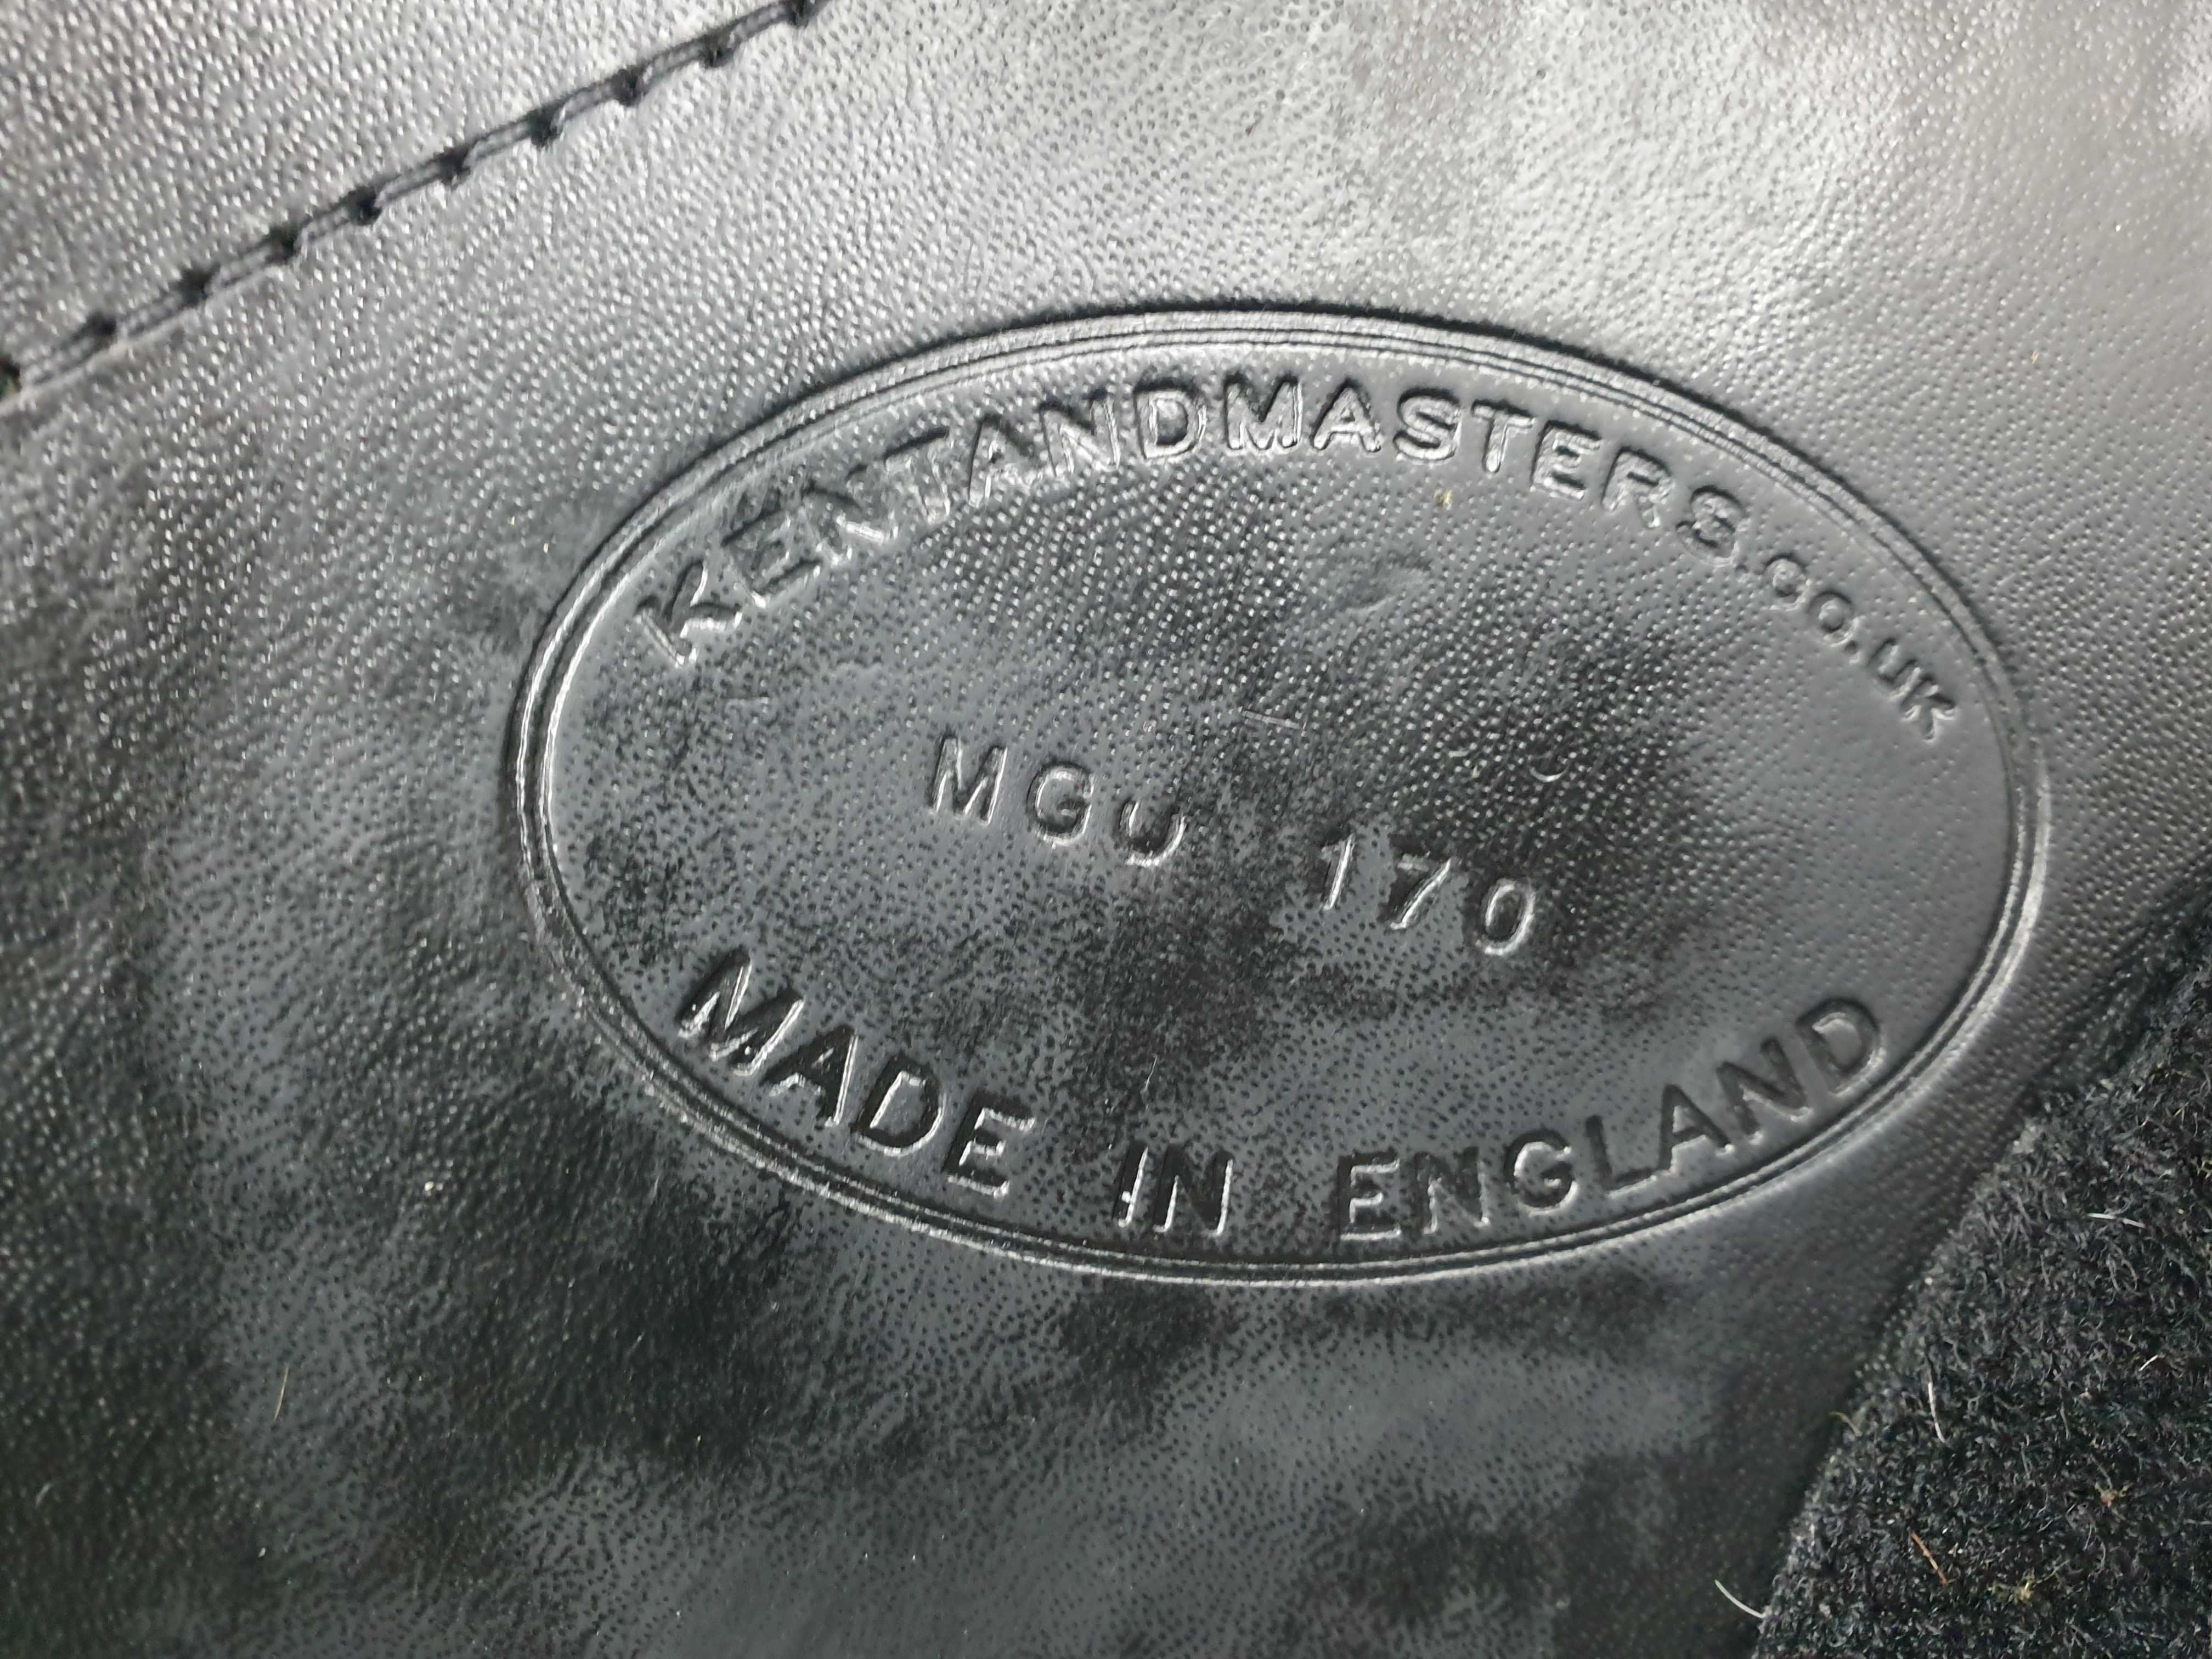 KENTANDMASTERS.CO.UK
MGU 170
MADE IN ENGLAND